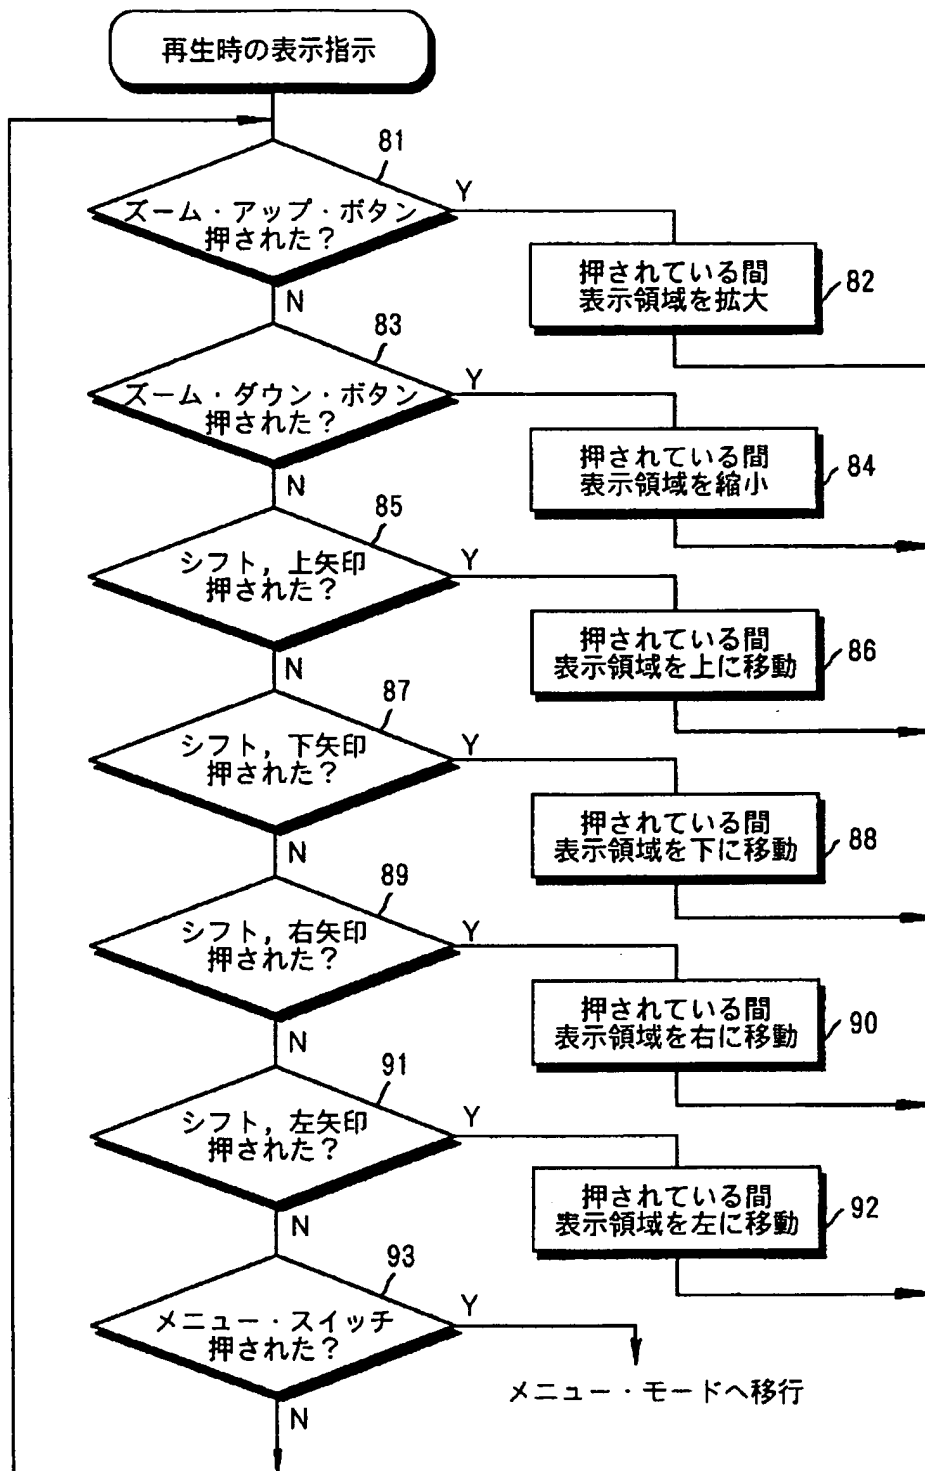 再生時の表示指示
81
ズーム・アップ・ボタン
押された？
Y
N
押されている間
表示領域を拡大
82
83
ズーム・ダウン・ボタン
押された？
Y
N
押されている間
表示領域を縮小
84
85
シフト，上矢印
押された？
Y
N
押されている間
表示領域を上に移動
86
87
シフト，下矢印
押された？
Y
N
押されている間
表示領域を下に移動
88
89
シフト，右矢印
押された？
Y
N
押されている間
表示領域を右に移動
90
91
シフト，左矢印
押された？
Y
N
押されている間
表示領域を左に移動
92
93
メニュー・スイッチ
押された？
Y
N
メニュー・モードへ移行